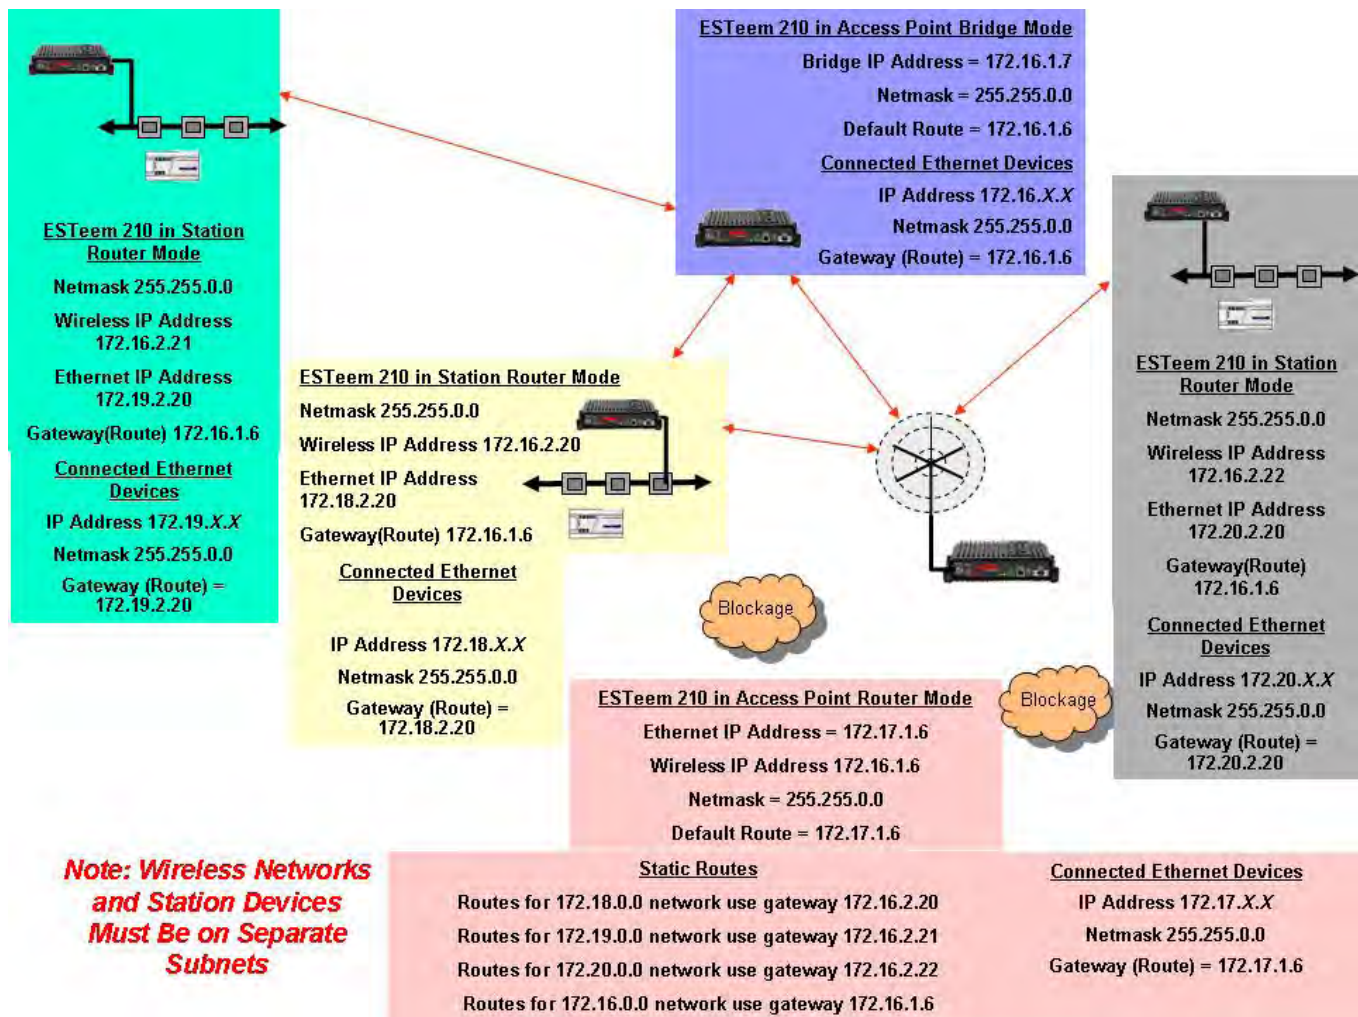 ESTeem 210 in Access Point Bridge Mode
Bridge IP Address = 172.16.1.7
Netmask = 255.255.0.0
Default Route = 172.16.1.6
Connected Ethernet Devices
IP Address 172.16.X.X
Netmask 255.255.0.0
Gateway (Route) = 172.16.1.6
ESTeem 210 in Station
Router Mode
Netmask 255.255.0.0
Wireless IP Address
172.16.2.21
Ethernet IP Address
172.19.2.20
Gateway(Route) 172.16.1.6
Connected Ethernet
Devices
IP Address 172.19.X.X
Netmask 255.255.0.0
Gateway (Route) =
172.19.2.20
ESTeem 210 in Station Router Mode
Netmask 255.255.0.0
Wireless IP Address 172.16.2.20
Ethernet IP Address
172.18.2.20
Gateway(Route) 172.16.1.6
Connected Ethernet
Devices
IP Address 172.18.X.X
Netmask 255.255.0.0
Gateway (Route) =
172.18.2.20
ESTeem 210 in Station
Router Mode
Netmask 255.255.0.0
Wireless IP Address
172.16.2.22
Ethernet IP Address
172.20.2.20
Gateway(Route)
172.16.1.6
Connected Ethernet
Devices
IP Address 172.20.X.X
Netmask 255.255.0.0
Gateway (Route) =
172.20.2.20
Blockage
Blockage
ESTeem 210 in Access Point Router Mode
Ethernet IP Address = 172.17.1.6
Wireless IP Address 172.16.1.6
Netmask = 255.255.0.0
Default Route = 172.17.1.6
Note: Wireless Networks
and Station Devices
Must Be on Separate
Subnets
Static Routes
Routes for 172.18.0.0 network use gateway 172.16.2.20
Routes for 172.19.0.0 network use gateway 172.16.2.21
Routes for 172.20.0.0 network use gateway 172.16.2.22
Routes for 172.16.0.0 network use gateway 172.16.1.6
Connected Ethernet Devices
IP Address 172.17.X.X
Netmask 255.255.0.0
Gateway (Route) = 172.17.1.6